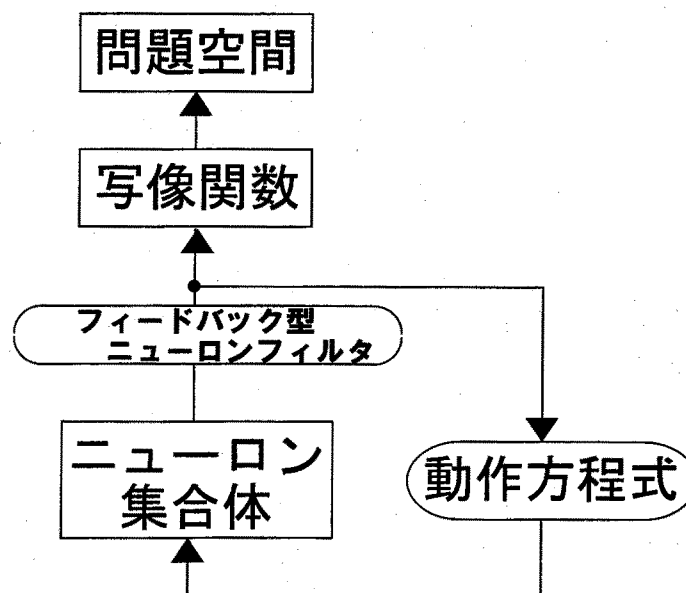 問題空間
写像関数
フィードバック型
ニューロンフィルタ
ニューロン
集合体
動作方程式